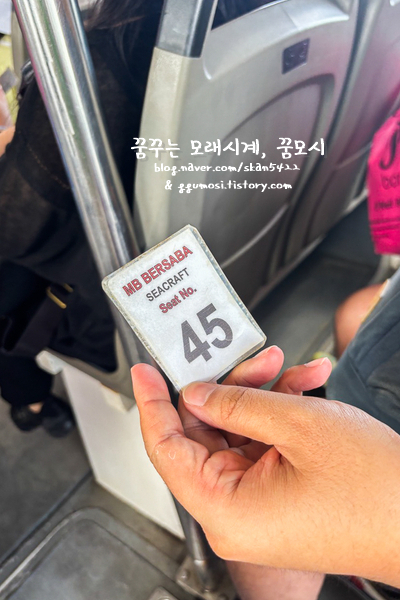 꿈꾸는 모래시계, 꿈모시
blog.naver.com/skan5422
& ggumosi.tistory.com
MB BERSABA
SEACRAFT
Seat No.
45